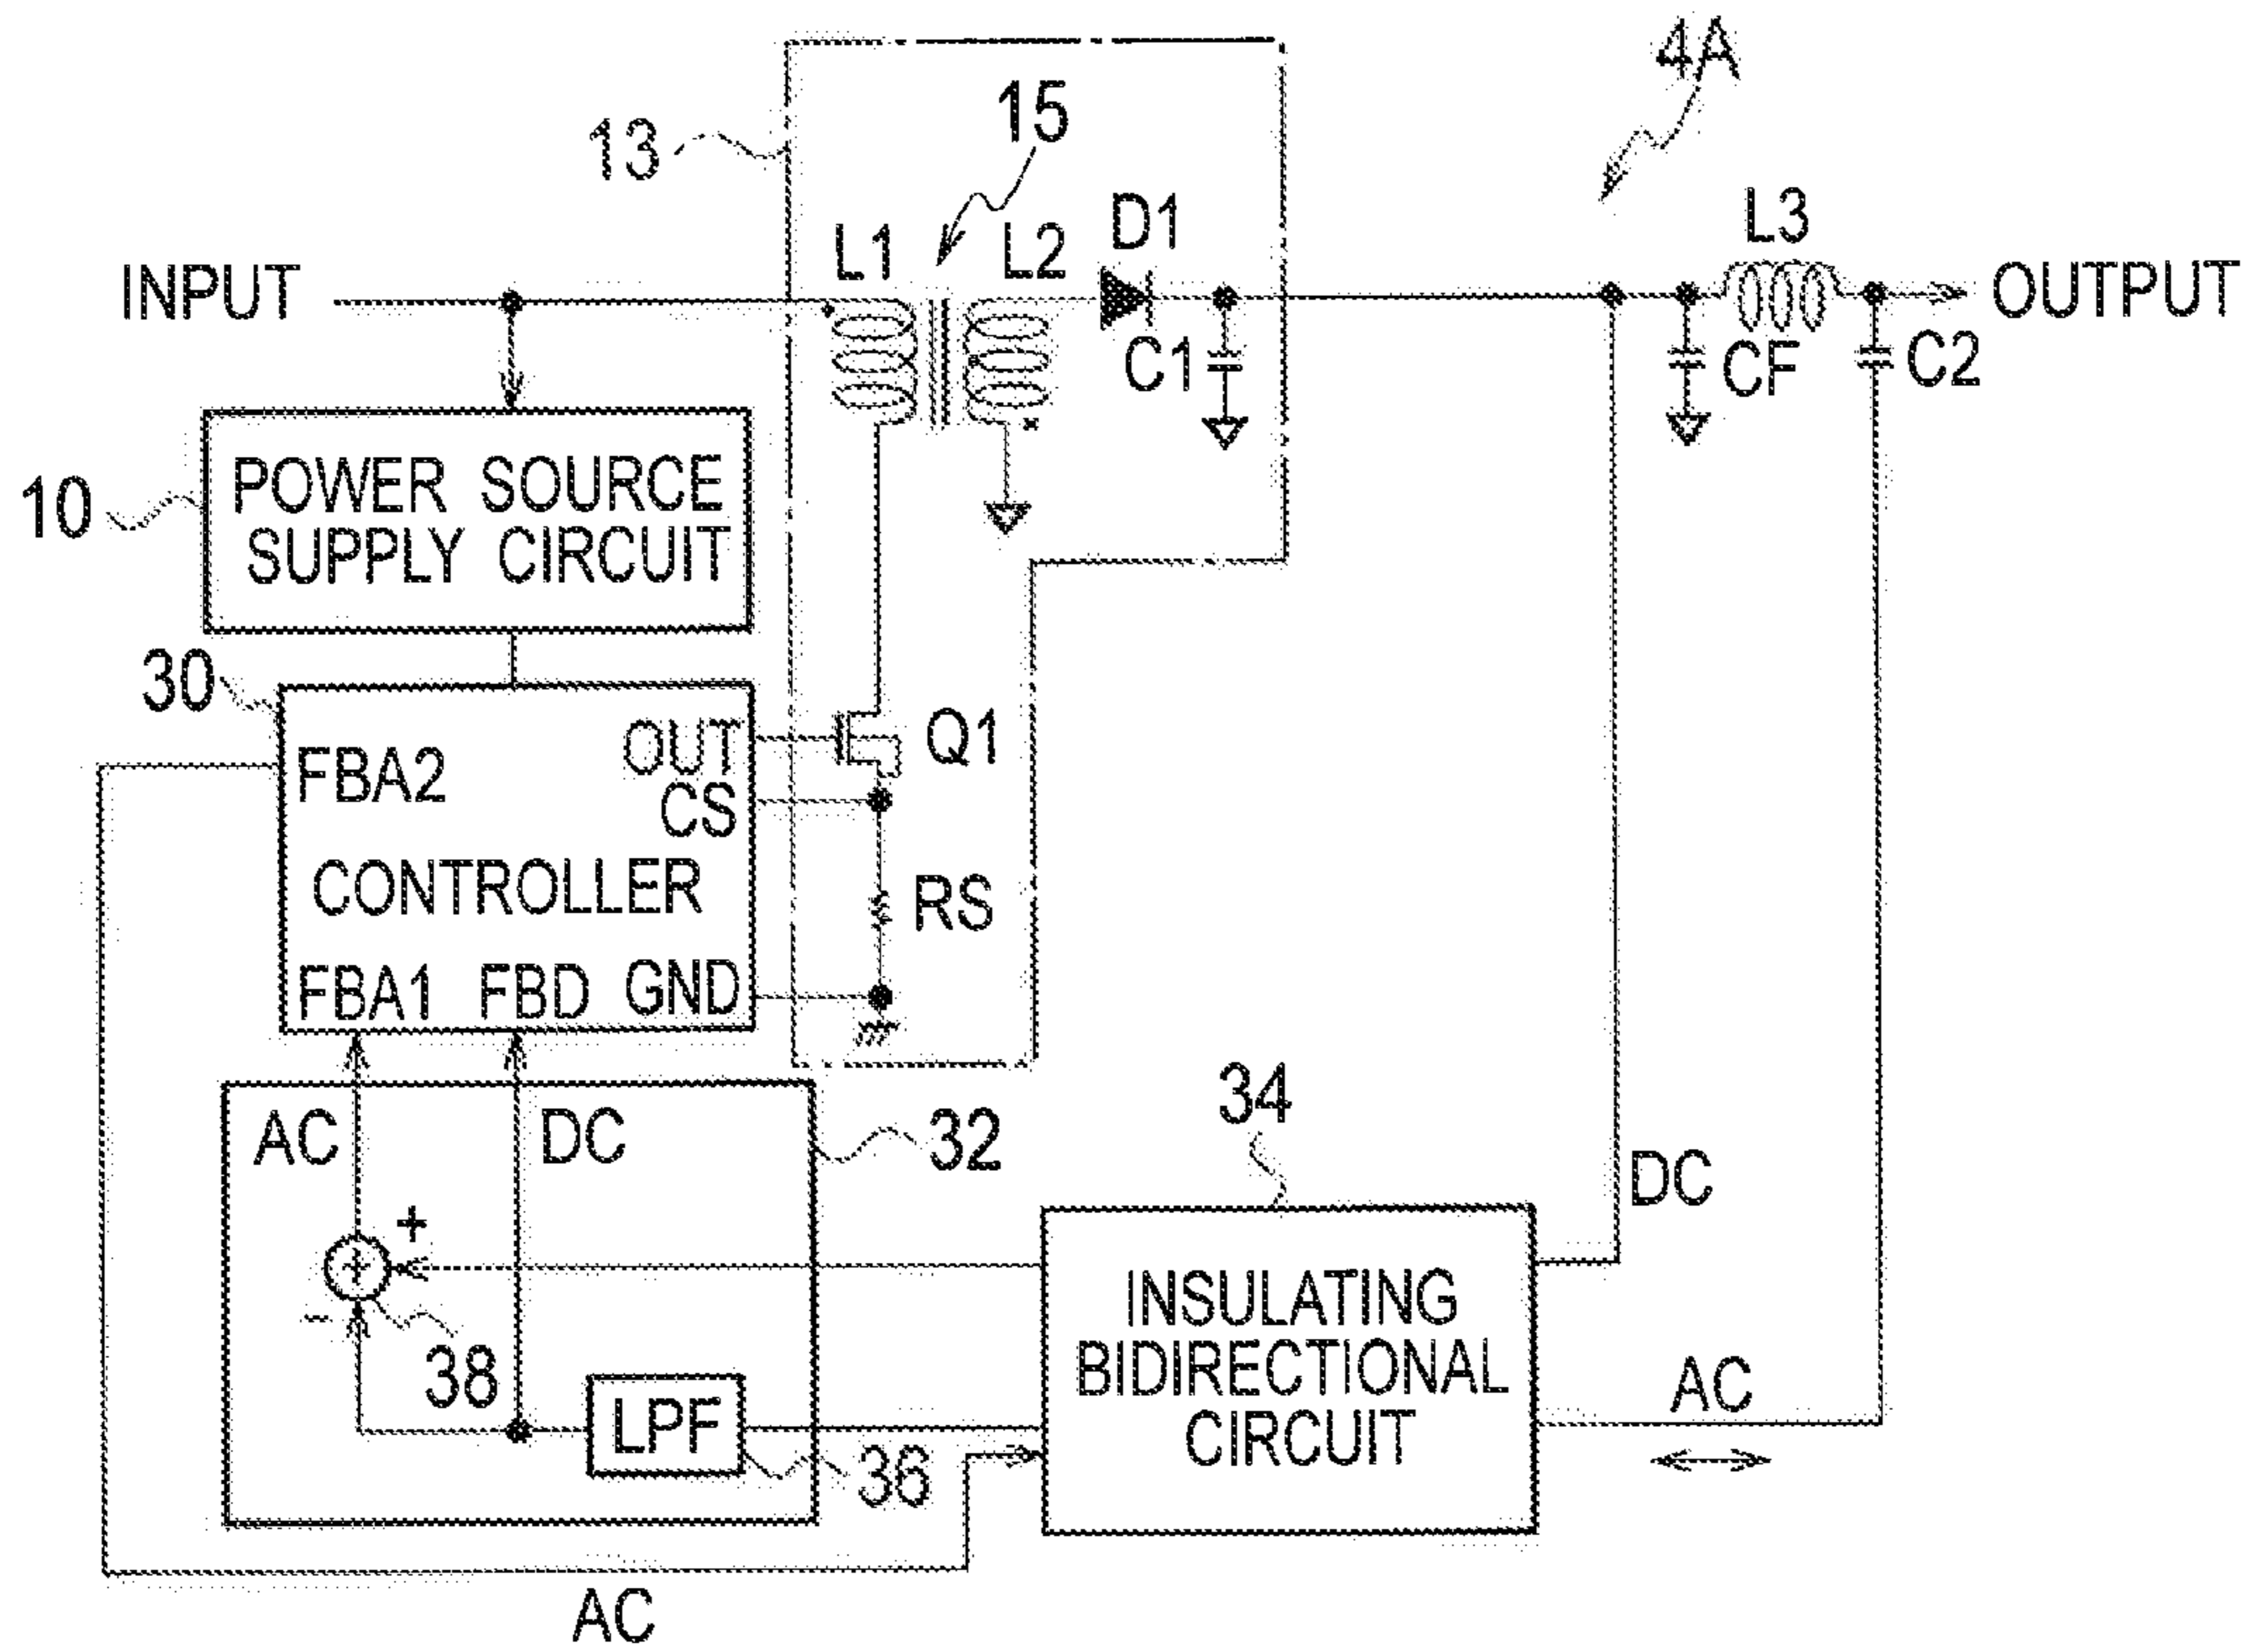 4A
13
15
L1
L2
D1
L3
INPUT
OUTPUT
C1
CF
C2
10
POWER SOURCE
SUPPLY CIRCUIT
30
FBA2
OUT
CS
Q1
CONTROLLER
RS
FBA1 FBD GND
AC
DC
32
34
DC
+
-
38
LPF
36
INSULATING
BIDIRECTIONAL
CIRCUIT
AC
AC